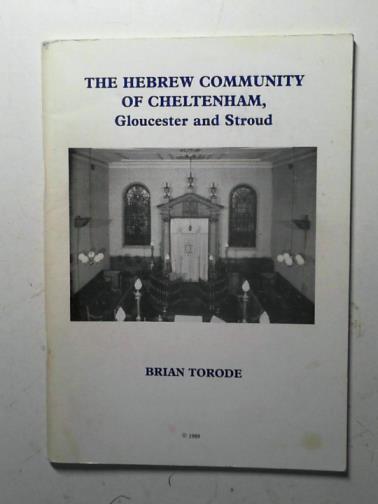 THE HEBREW COMMUNITY
OF CHELTENHAM,
Gloucester and Stroud
BRIAN TORODE
© 1989